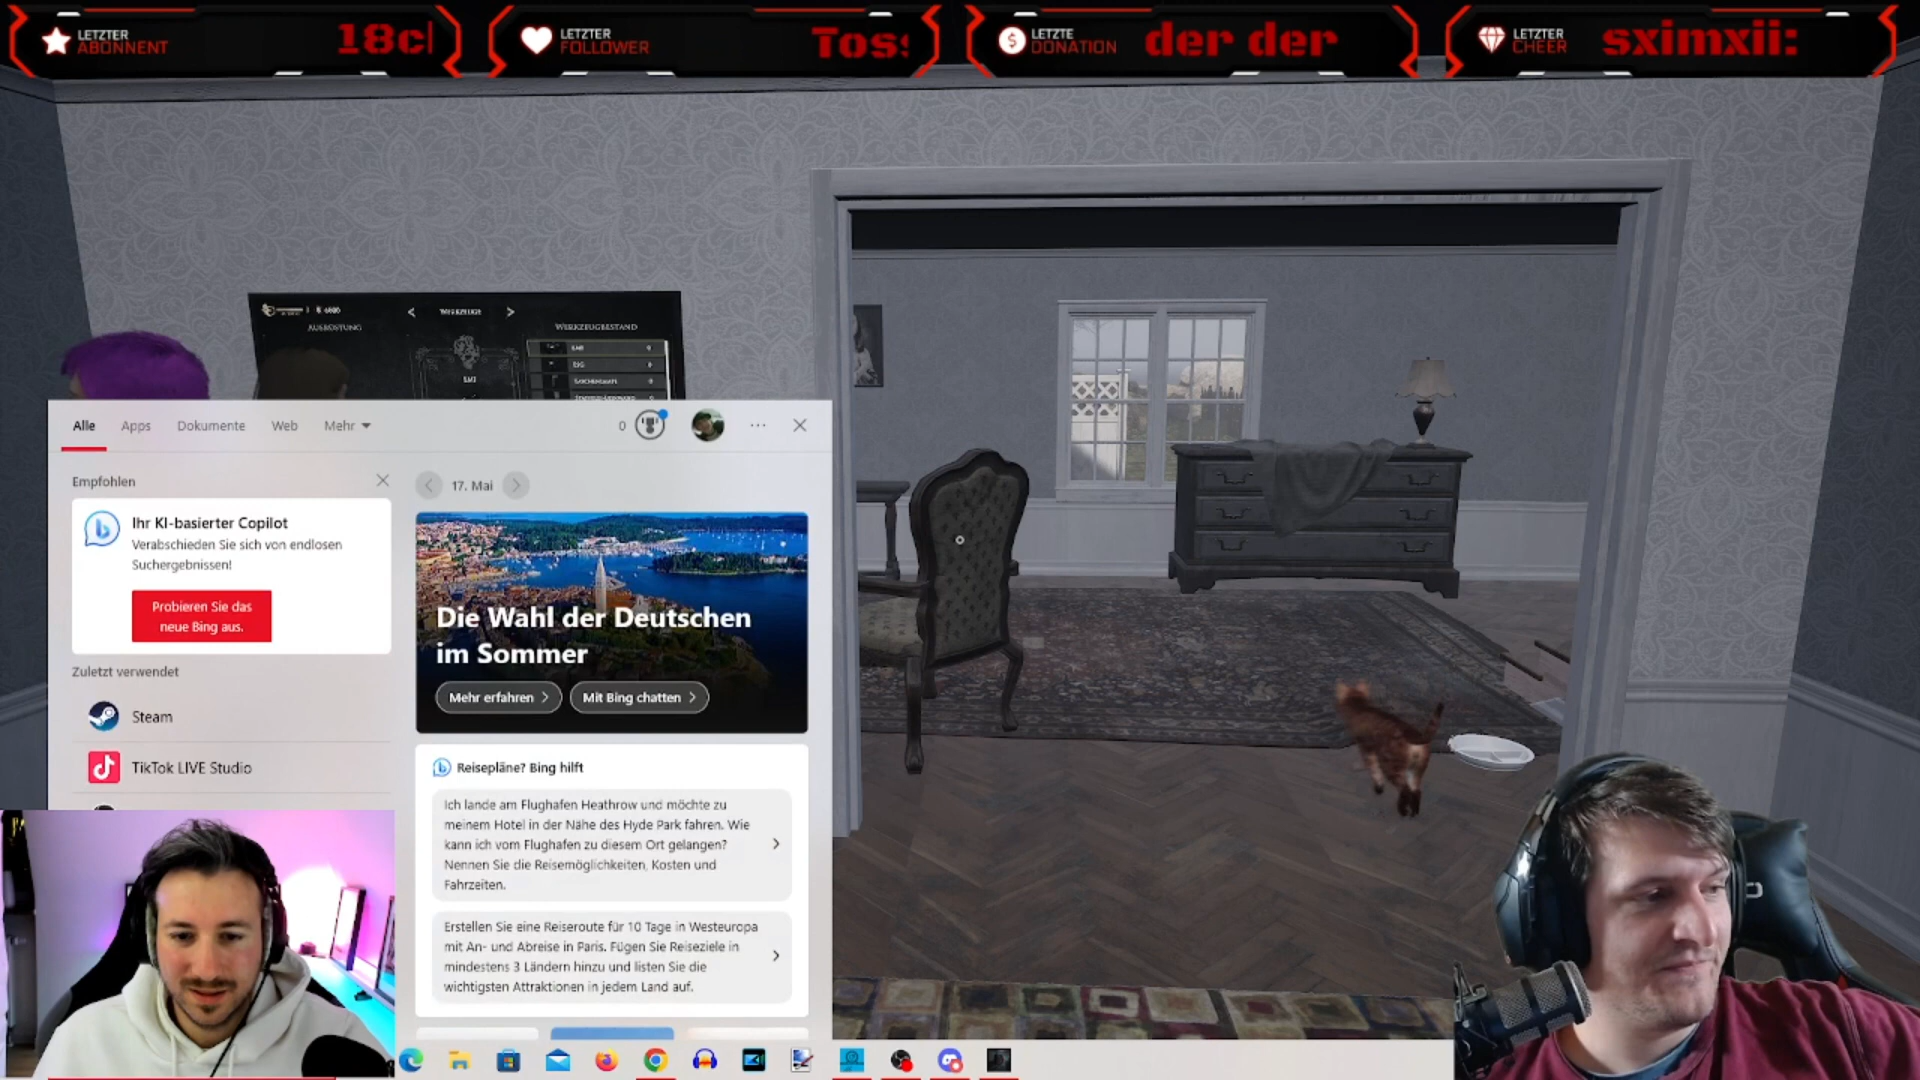 LETZTER
ABONNENT
18cl
LETZTER
FOLLOWER
Toss
LETZTE
DONATION
der der
LETZTER
CHEER
sximxii:
WERKZEUGE
AUSRÜSTUNG
WERKZEUGBESTAND
EMF
EMF
Alle
Apps
Dokumente
Web
Mehr
0
Empfohlen
17. Mai
Ihr KI-basierter Copilot
Verabschieden Sie sich von endlosen
Suchergebnissen!
Probieren Sie das
neue Bing aus.
Zuletzt verwendet
Steam
TikTok LIVE Studio
Die Wahl der Deutschen
im Sommer
Mehr erfahren
Mit Bing chatten
Reisepläne? Bing hilft
Ich lande am Flughafen Heathrow und möchte zu
meinem Hotel in der Nähe des Hyde Park fahren. Wie
kann ich vom Flughafen zu diesem Ort gelangen?
Nennen Sie die Reisemöglichkeiten, Kosten und
Fahrzeiten.
Erstellen Sie eine Reiseroute für 10 Tage in Westeuropa
mit An- und Abreise in Paris. Fügen Sie Reiseziele in
mindestens 3 Ländern hinzu und listen Sie die
wichtigsten Attraktionen in jedem Land auf.